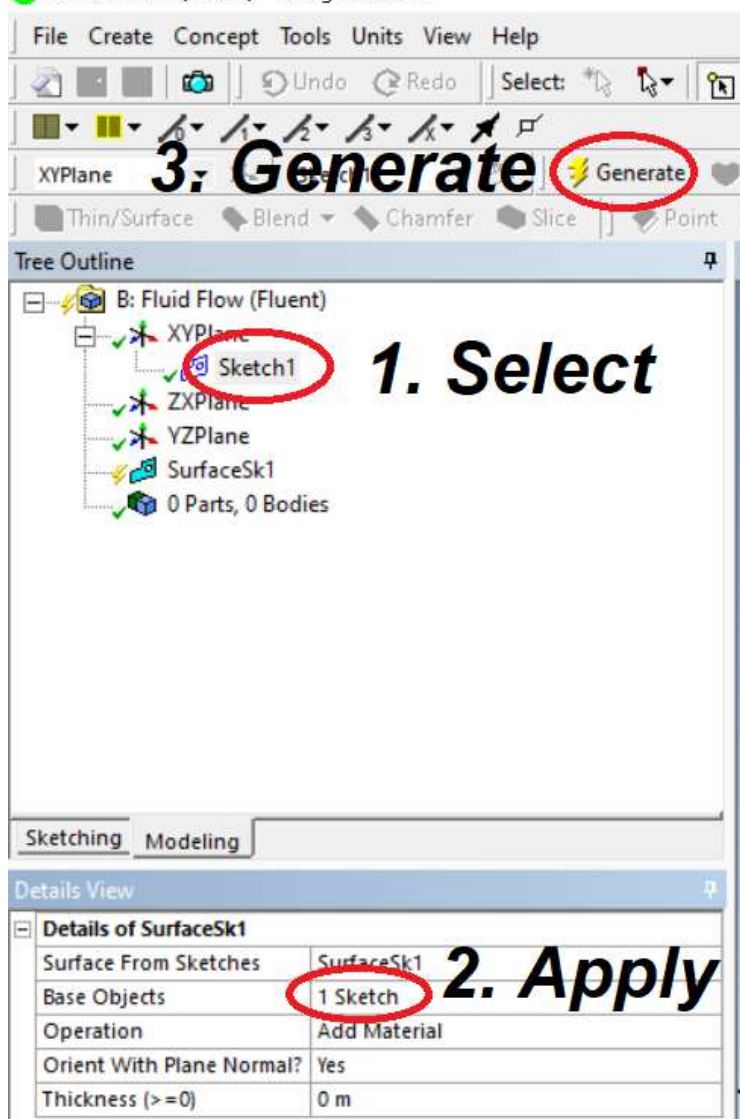 File Create Concept Tools Units View Help
Undo Redo Select:
XYPlane 3. Generate Generate
Thin/Surface Blend Chamfer Slice Point
Tree Outline
B: Fluid Flow (Fluent)
XYPlane
Sketch1 1. Select
ZXPlane
YZPlane
SurfaceSk1
0 Parts, 0 Bodies
Sketching Modeling
Details View
Details of SurfaceSk1
Surface From Sketches SurfaceSk1
Base Objects 1 Sketch 2. Apply
Operation Add Material
Orient With Plane Normal? Yes
Thickness (>=0) 0 m